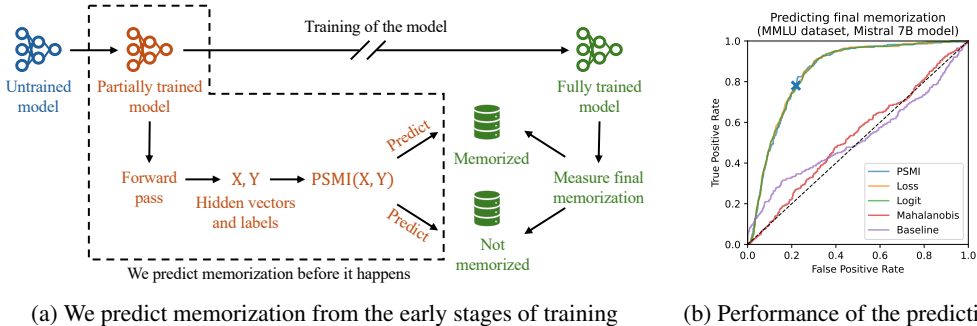 Training of the model
Untrained
model
Partially trained
model
Fully trained
model
Forward
pass
X, Y
Hidden vectors
and labels
PSMI(X, Y)
Predict
Predict
Memorized
Not
memorized
Measure final
memorization
We predict memorization before it happens
(a) We predict memorization from the early stages of training
Predicting final memorization
(MMLU dataset, Mistral 7B model)
True Positive Rate
1.0
0.8
0.6
0.4
0.2
0.0
PSMI
Loss
Logit
Mahalanobis
Baseline
0.0 0.2 0.4 0.6 0.8 1.0
False Positive Rate
(b) Performance of the predicti